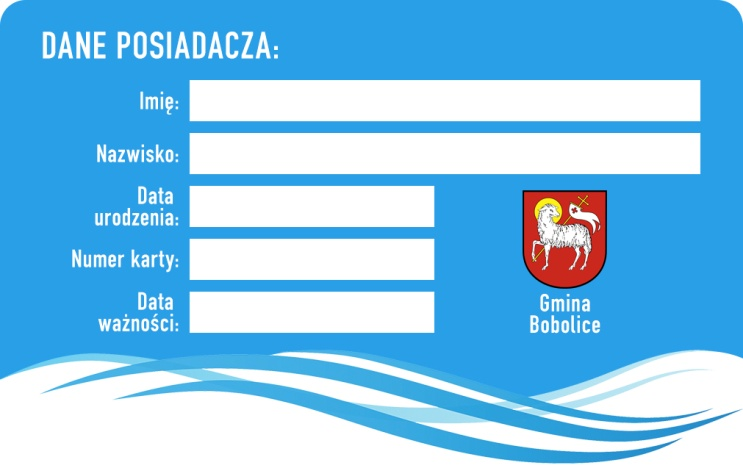 DANE POSIADACZA:
Imię:
Nazwisko:
Data
urodzenia:
Numer karty:
Data
ważności:
Gmina
Bobolice